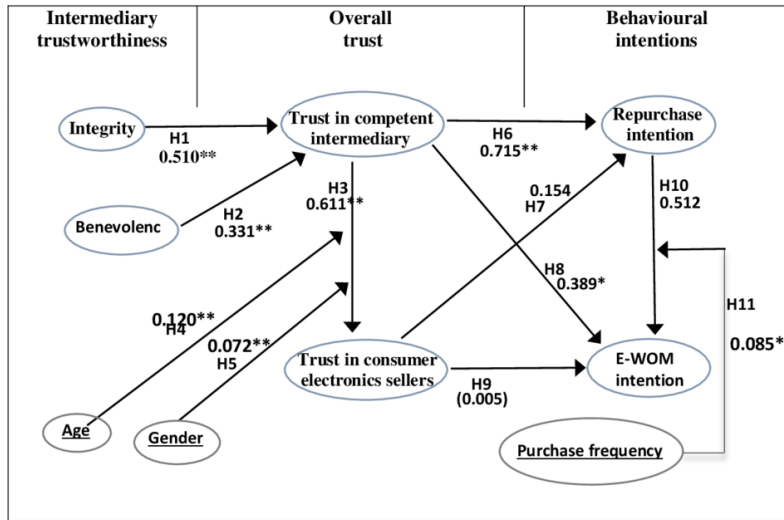 Intermediary
trustworthiness
Overall
trust
Behavioural
intentions
Integrity
H1
0.510**
Trust in competent
intermediary
H6
0.715**
Repurchase
intention
Benevolenc
H2
0.331**
H3
0.611**
0.154
H7
H10
0.512
H8
0.389*
H11
0.085*
0.120**
H4
0.072**
H5
Trust in consumer
electronics sellers
H9
(0.005)
E-WOM
intention
Age
Gender
Purchase frequency